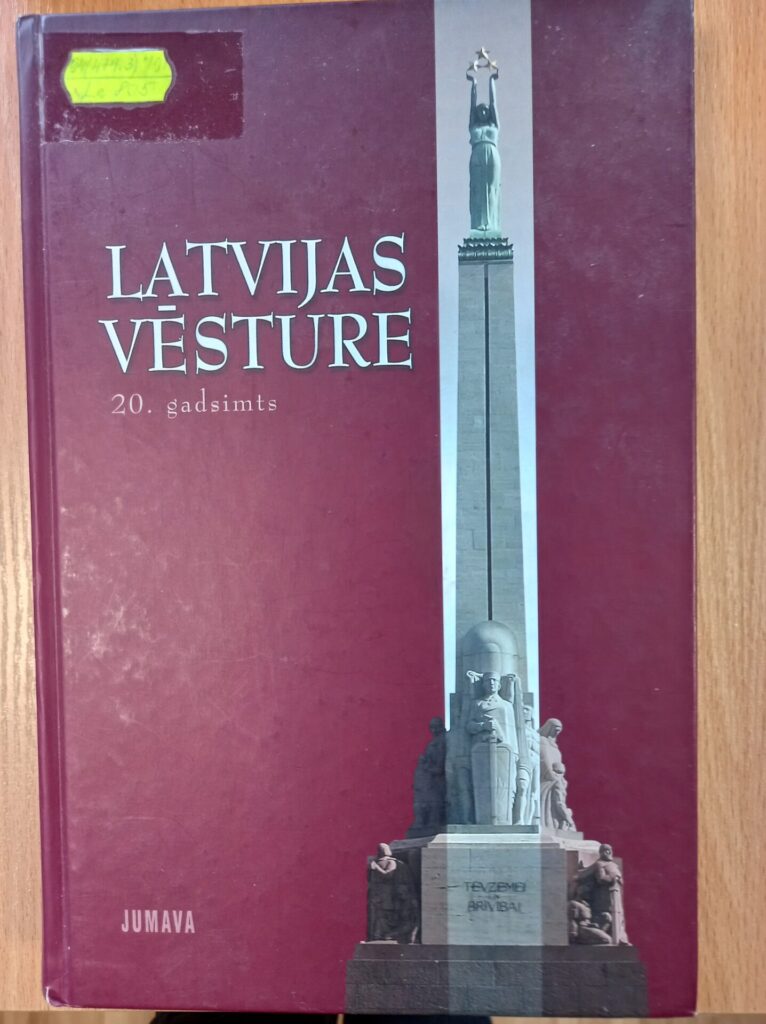 LATVIJAS
VĒSTURE
20. gadsimts
TĒVZEMEI
UN
BRĪVĪBAI
JUMAVA